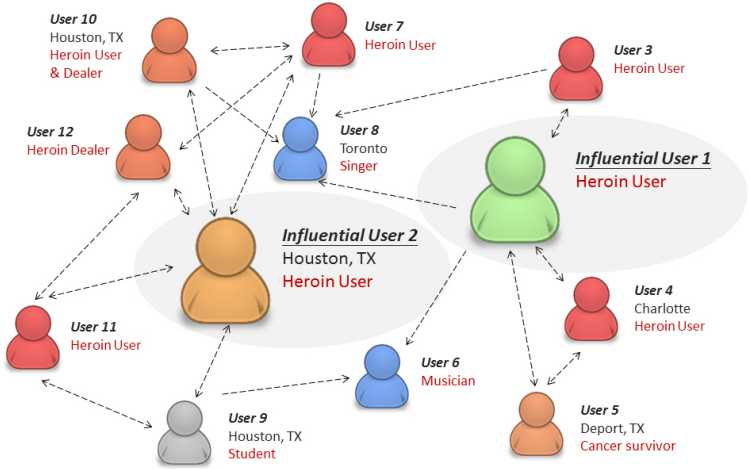 User 10
Houston, TX
Heroin User
& Dealer
User 7
Heroin User
User 3
Heroin User
User 12
Heroin Dealer
User 8
Toronto
Singer
Influential User 1
Heroin User
Influential User 2
Houston, TX
Heroin User
User 4
Charlotte
Heroin User
User 11
Heroin User
User 6
Musician
User 9
Houston, TX
Student
User 5
Deport, TX
Cancer survivor